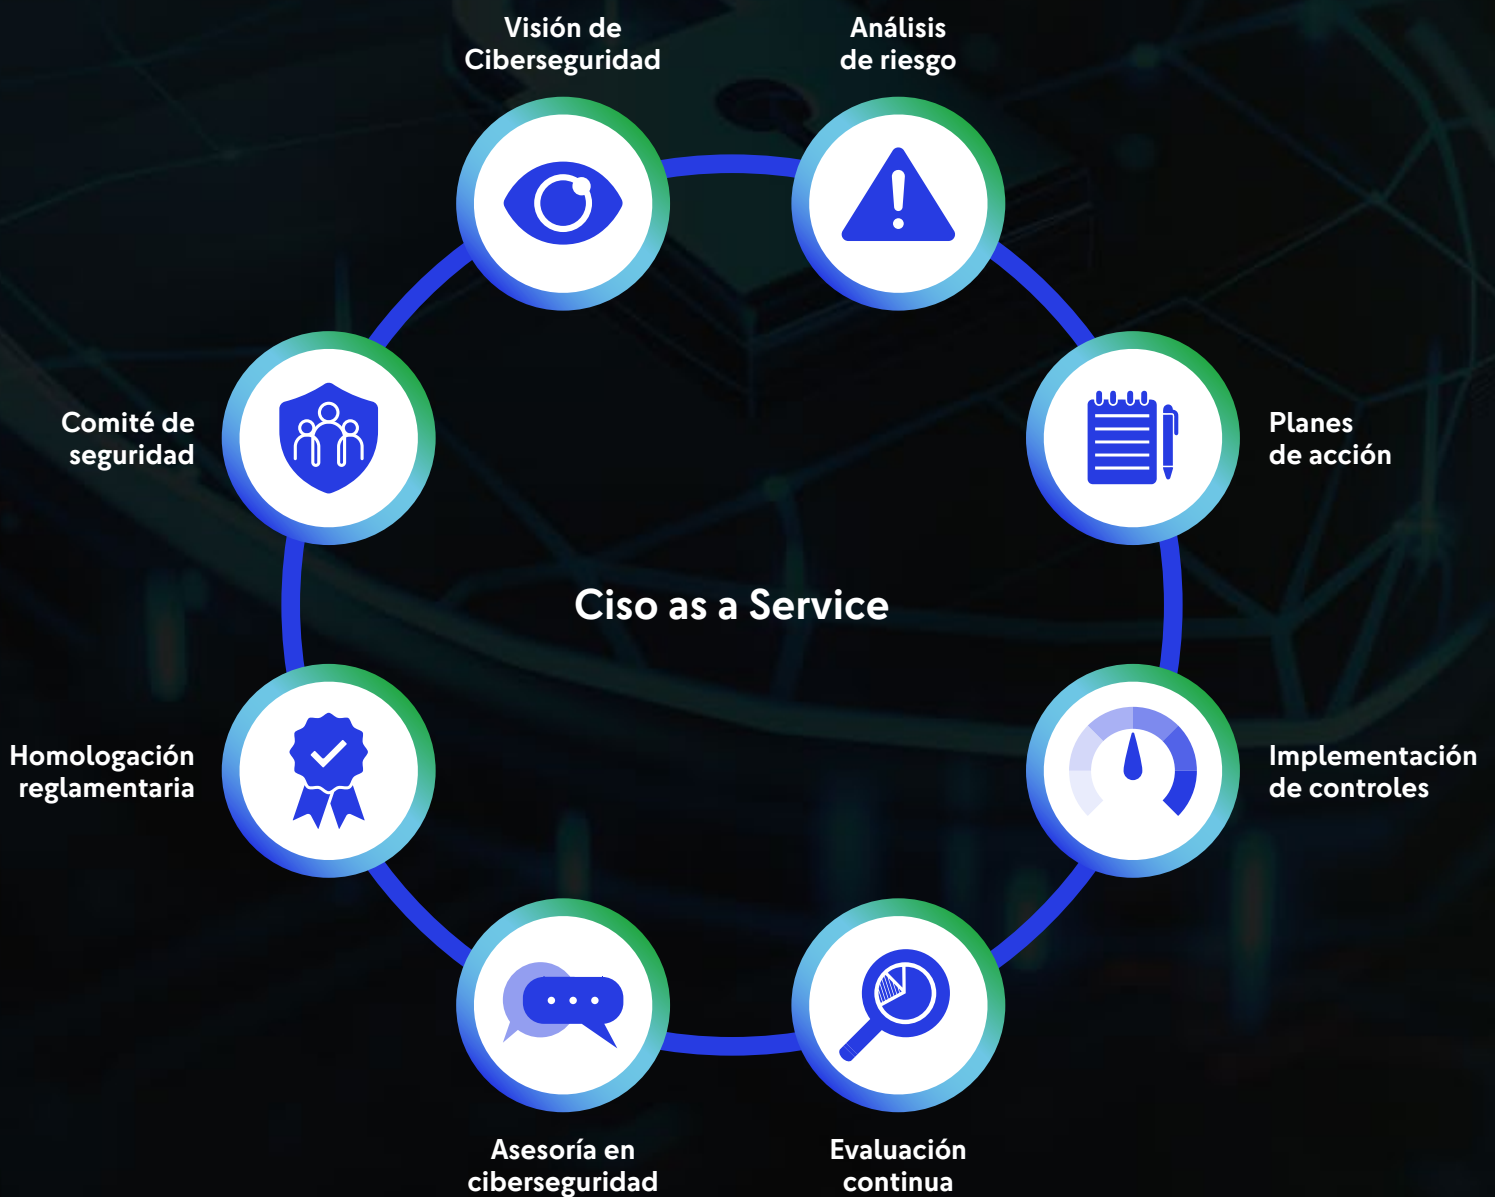 Visión de
Ciberseguridad
Análisis
de riesgo
Comité de
seguridad
Planes
de acción
Ciso as a Service
Homologación
reglamentaria
Implementación
de controles
Asesoría en
ciberseguridad
Evaluación
continua